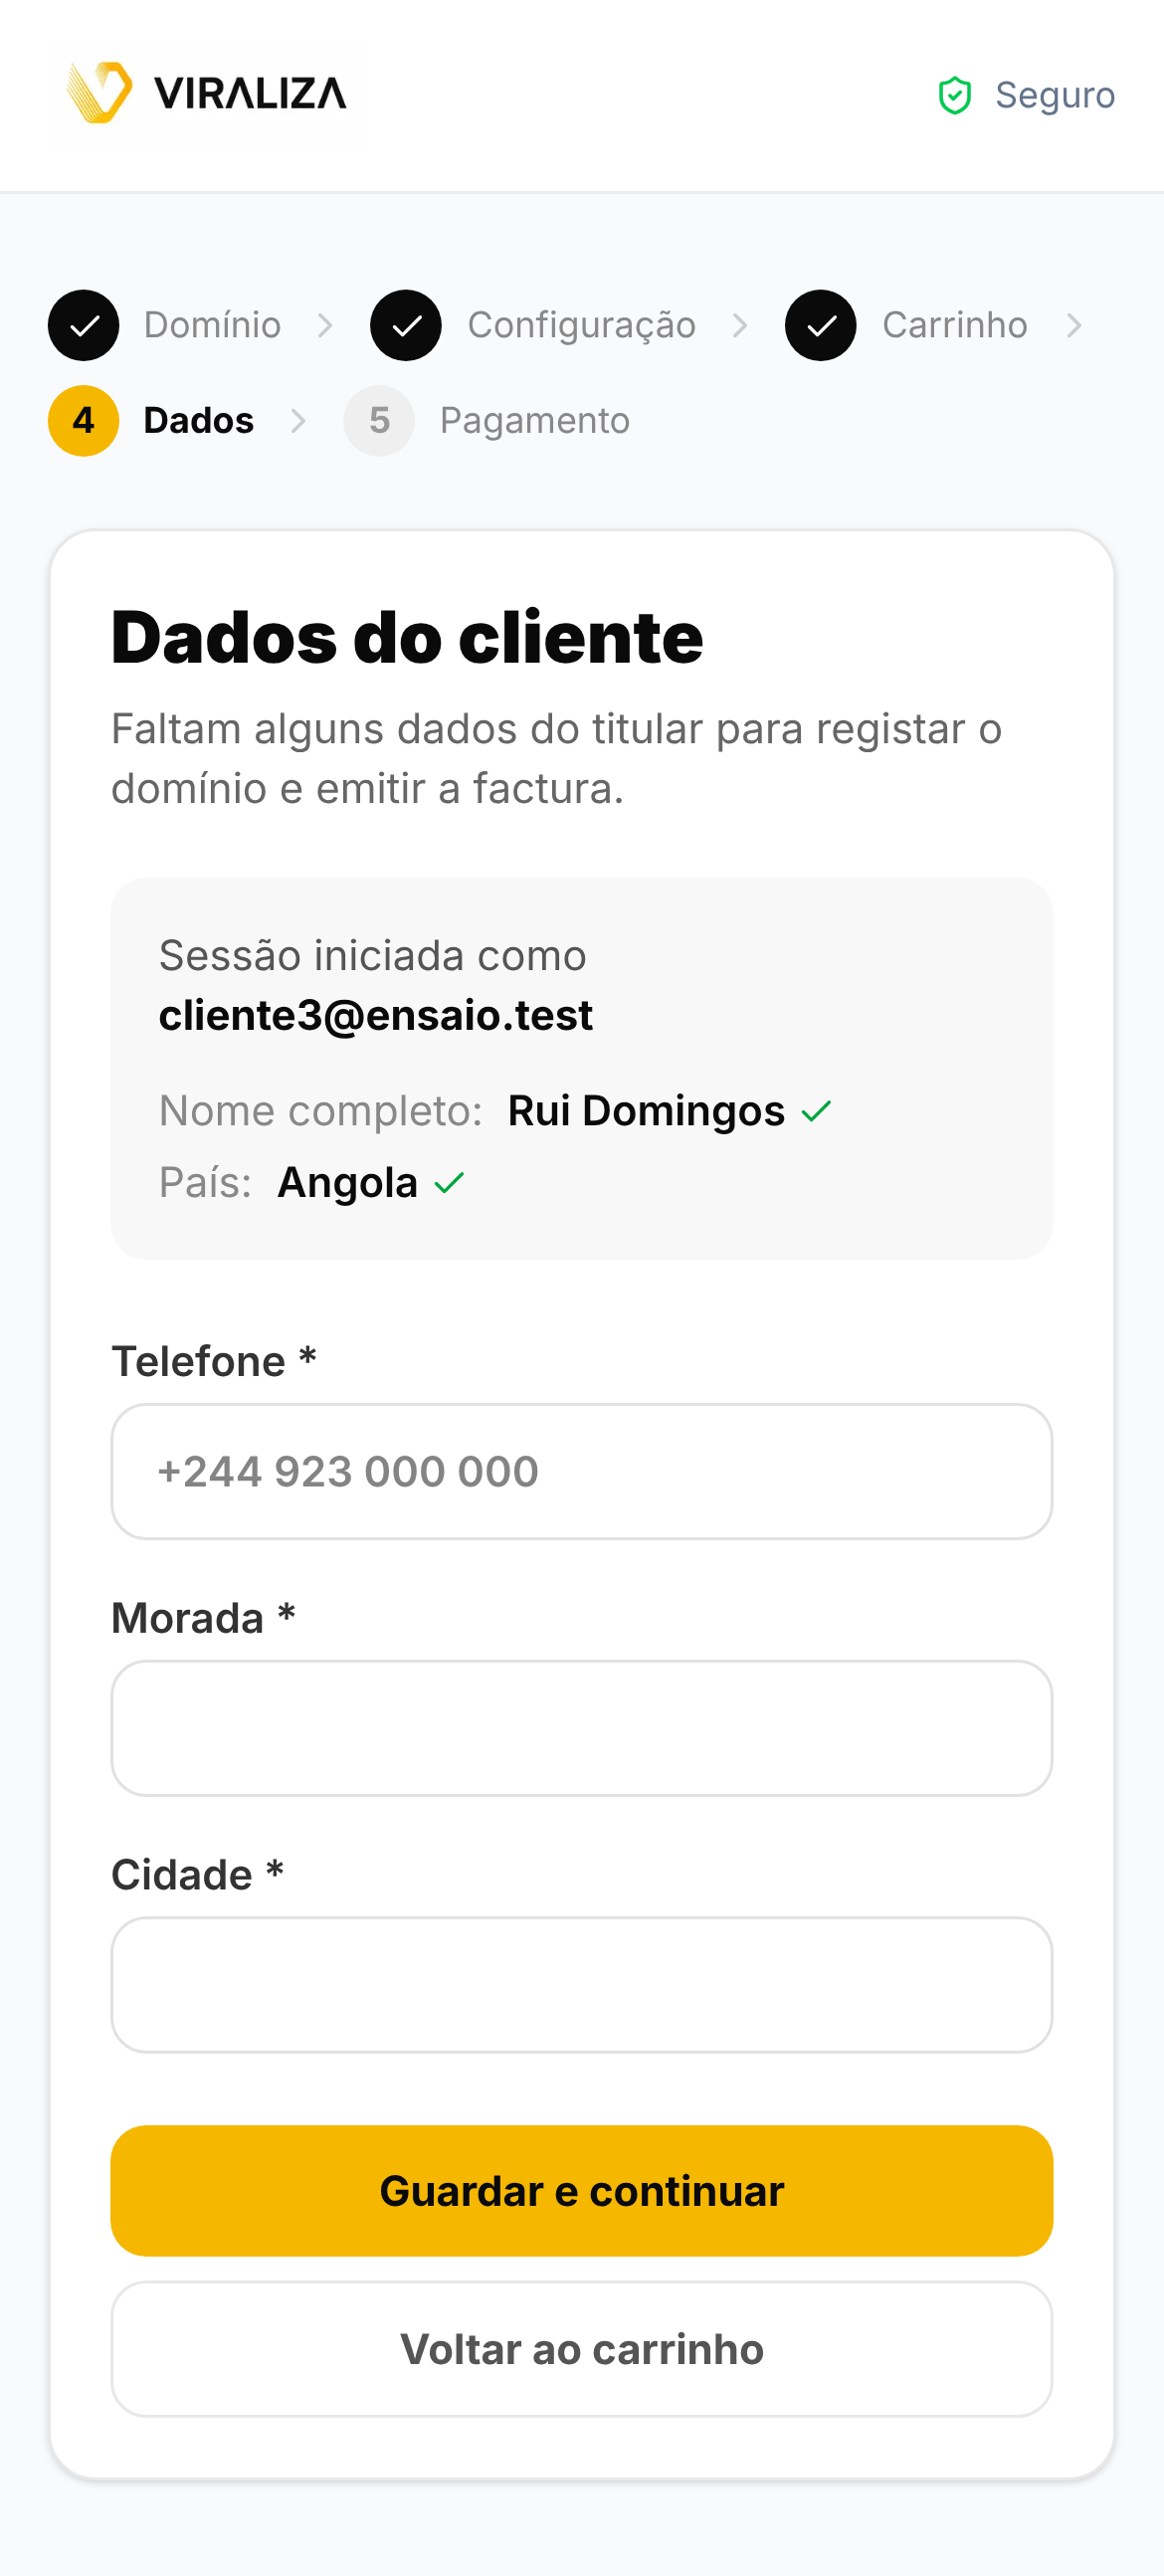 VIRALIZA
Seguro
Domínio
Configuração
Carrinho
4 Dados
5 Pagamento
Dados do cliente
Faltam alguns dados do titular para registar o
domínio e emitir a factura.
Sessão iniciada como
cliente3@ensaio.test
Nome completo: Rui Domingos
País: Angola
Telefone *
+244 923 000 000
Morada *
Cidade *
Guardar e continuar
Voltar ao carrinho